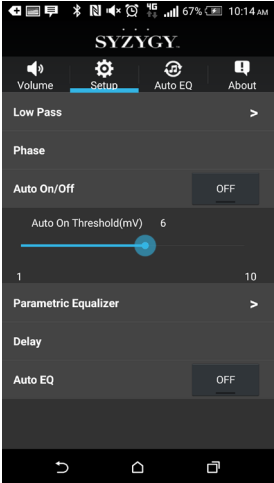 4G 67% 10:14 AM
SYZYGY
Volume Setup Auto EQ About
Low Pass >
Phase
Auto On/Off OFF
Auto On Threshold(mV) 6
1 10
Parametric Equalizer >
Delay
Auto EQ OFF